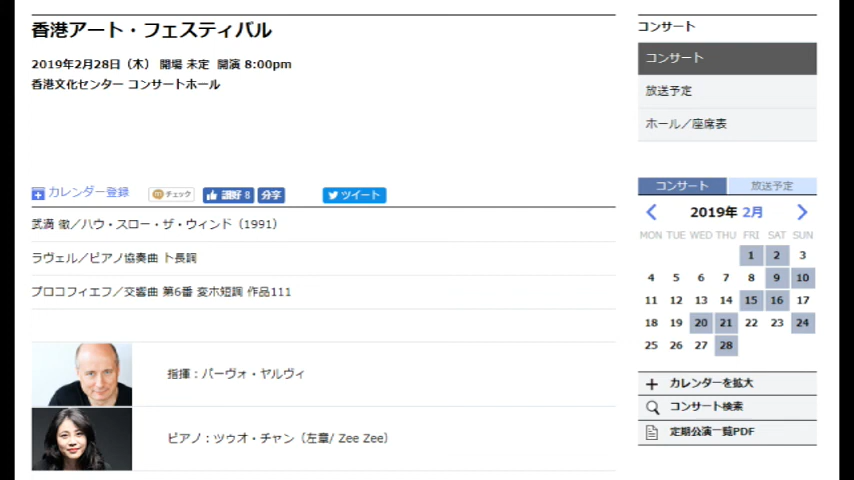 香港アート・フェスティバル
2019年2月28日（木） 開場 未定 開演 8:00pm
香港文化センター コンサートホール
カレンダー登録
チェック
讚好 8
分享
ツイート
武満 徹／ハウ・スロー・ザ・ウィンド（1991）
ラヴェル／ピアノ協奏曲 ト長調
プロコフィエフ／交響曲 第6番 変ホ短調 作品111
指揮：パーヴォ・ヤルヴィ
ピアノ：ツゥオ・チャン（左章/ Zee Zee）
コンサート
コンサート
放送予定
ホール／座席表
コンサート 放送予定
2019年 2月
MON TUE WED THU FRI SAT SUN
1 2 3
4 5 6 7 8 9 10
11 12 13 14 15 16 17
18 19 20 21 22 23 24
25 26 27 28
カレンダーを拡大
コンサート検索
定期公演一覧PDF